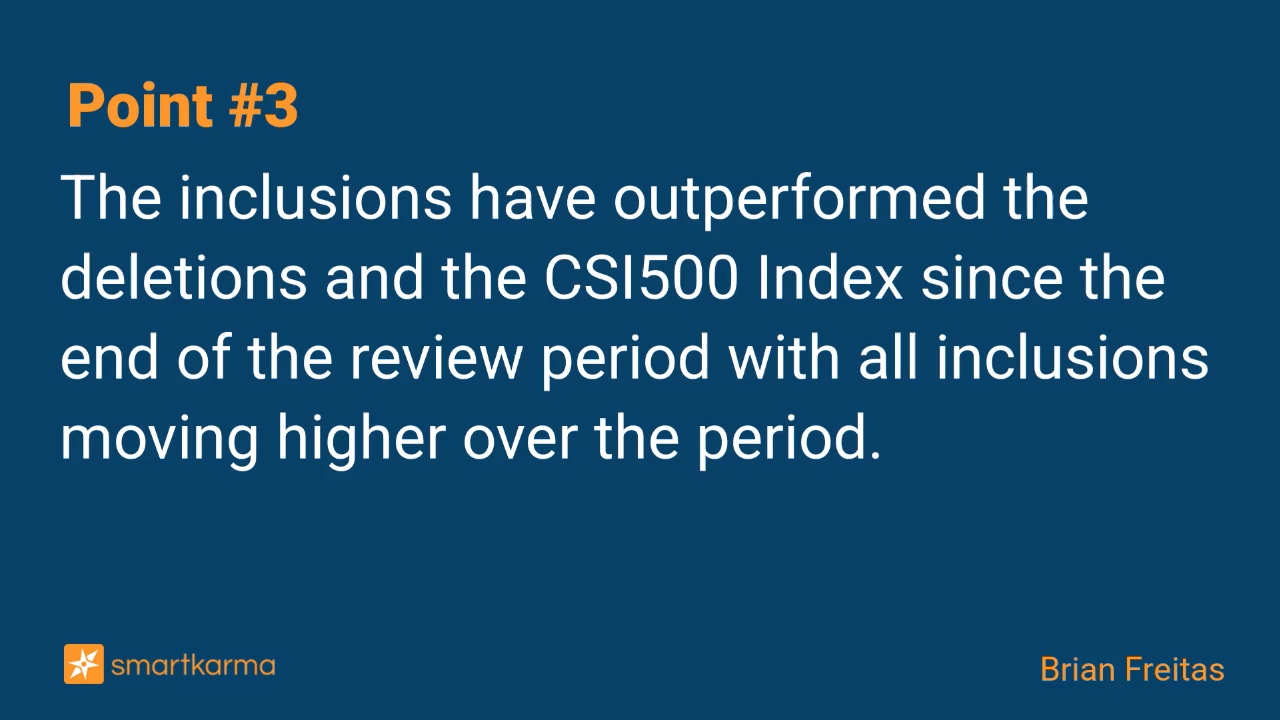 Point #3
The inclusions have outperformed the
deletions and the CSI500 Index since the
end of the review period with all inclusions
moving higher over the period.
smartkarma
Brian Freitas